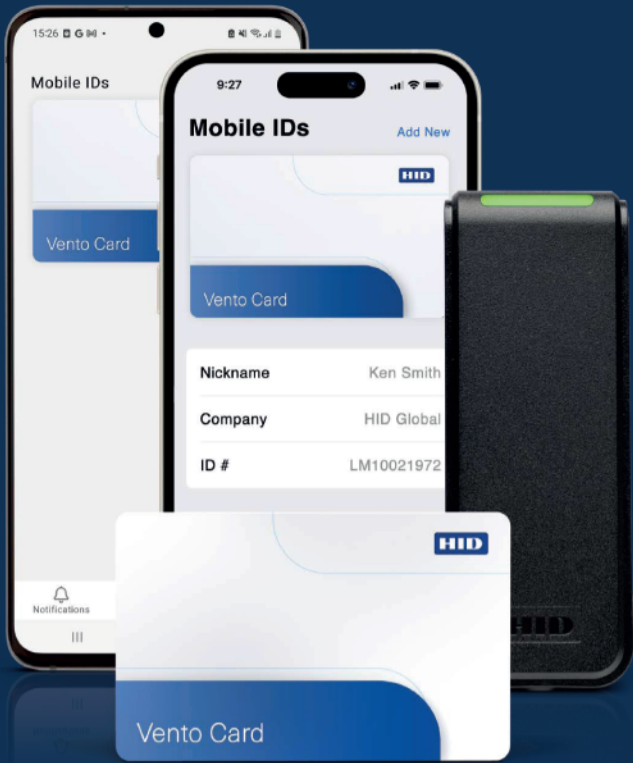 15:26
Mobile IDs
Vento Card
Notifications
9:27
Mobile IDs
Add New
HID
Vento Card
Nickname Ken Smith
Company HID Global
ID # LM10021972
HID
Vento Card
HID